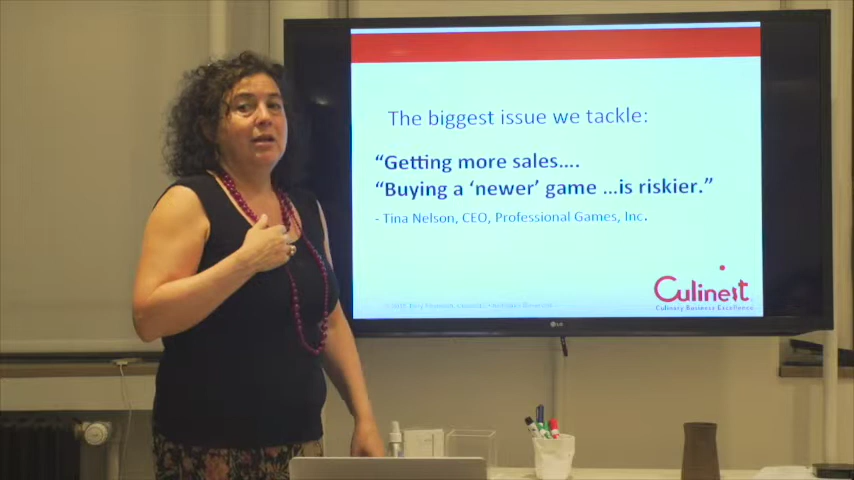 The biggest issue we tackle:
“Getting more sales....
“Buying a ‘newer’ game ...is riskier.”
- Tina Nelson, CEO, Professional Games, Inc.
Culinest
Culinary Business Excellence
LG